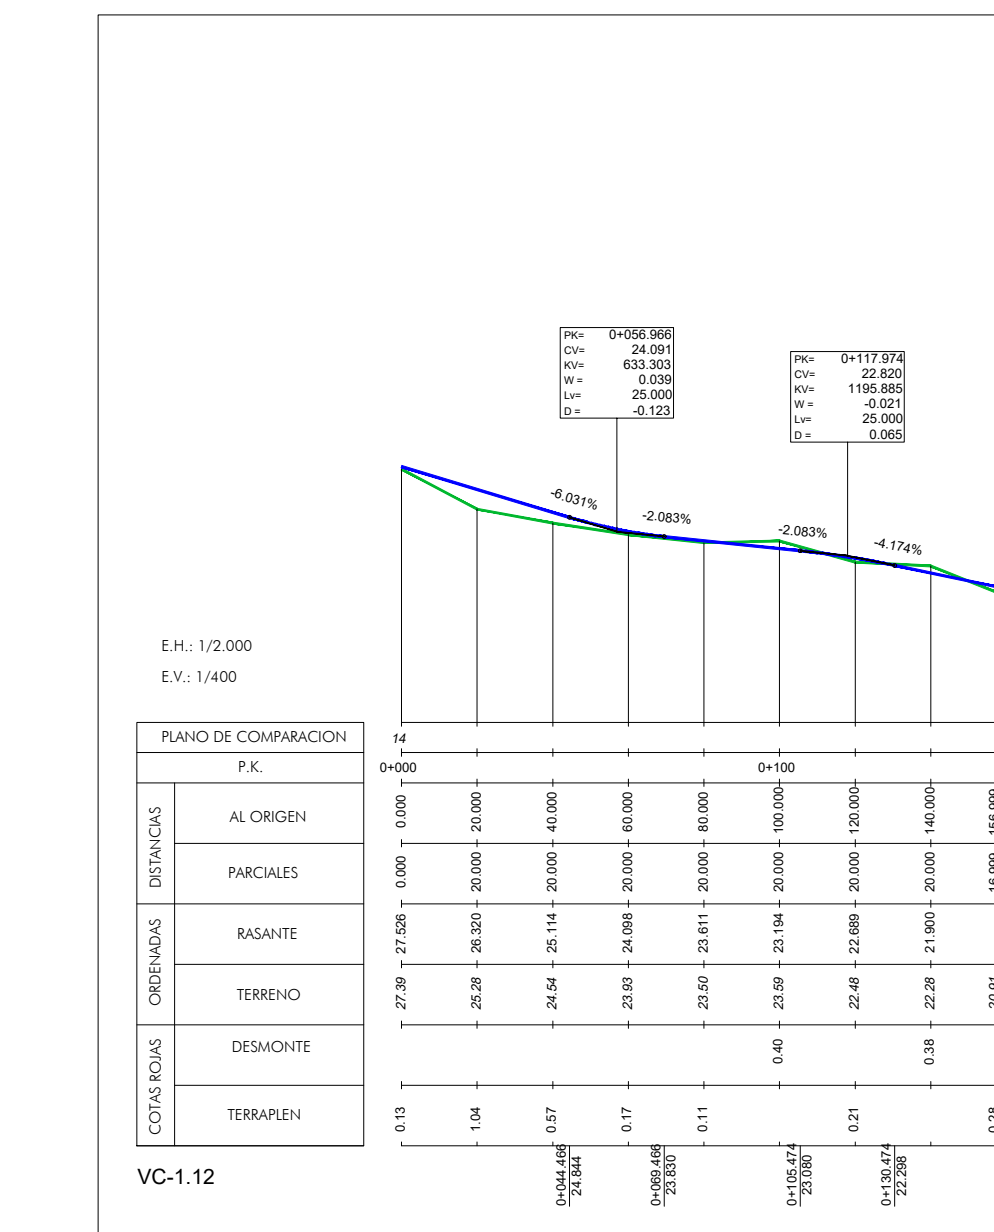 PK= 0+056.966
CV= 24.091
KV= 633.303
W = 0.039
Lv= 25.000
D = -0.123
PK= 0+117.974
CV= 22.820
KV= 1195.885
W = -0.021
Lv= 25.000
D = 0.065
-6.031%
-2.083%
-2.083%
-4.174%
E.H.: 1/2.000
E.V.: 1/400
PLANO DE COMPARACION 14
P.K. 0+000 0+100
DISTANCIAS
AL ORIGEN 0.000 20.000 40.000 60.000 80.000 100.000 120.000 140.000 156.999
PARCIALES 0.000 20.000 20.000 20.000 20.000 20.000 20.000 20.000 16.999
ORDENADAS
RASANTE 27.526 26.320 25.114 24.098 23.611 23.194 22.689 21.900
TERRENO 27.39 25.28 24.54 23.93 23.50 23.59 22.48 22.28
COTAS ROJAS
DESMONTE 0.40 0.38
TERRAPLEN 0.13 1.04 0.57 0.17 0.11 0.21
0+044.466
24.844
0+069.466
23.830
0+105.474
23.080
0+130.474
22.298
VC-1.12